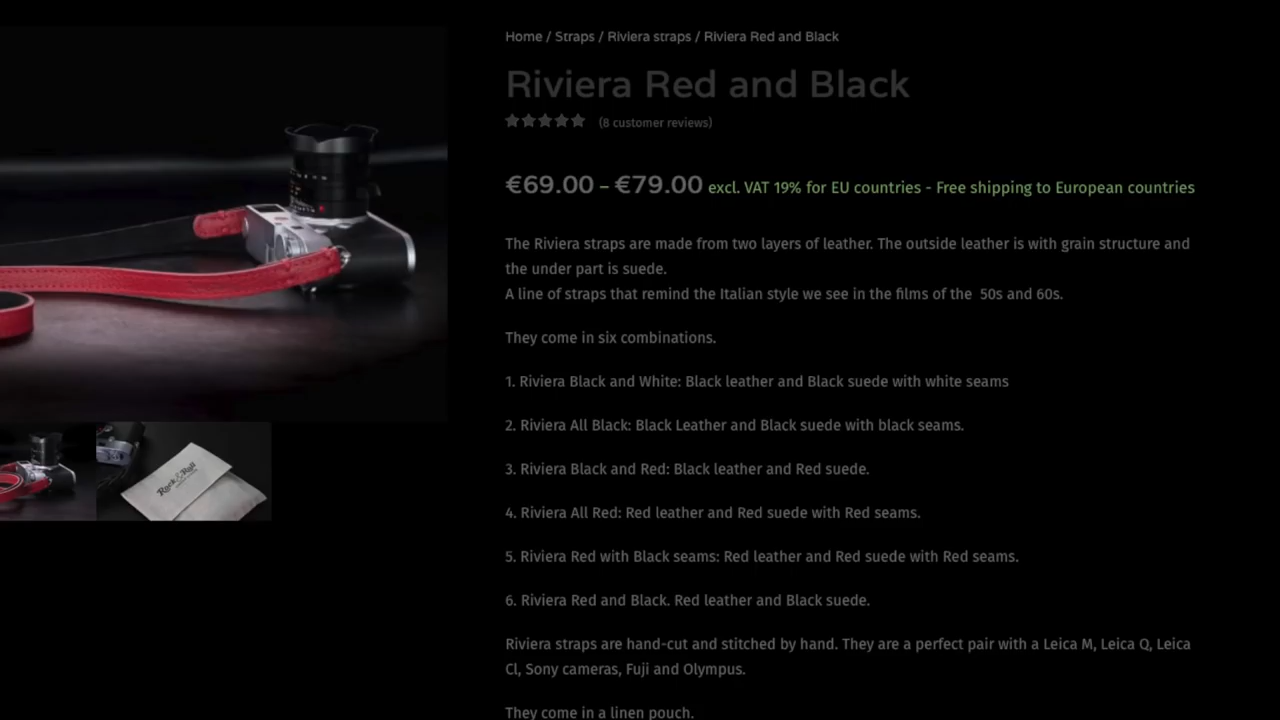 Home / Straps / Riviera straps / Riviera Red and Black
Riviera Red and Black
(8 customer reviews)
€69.00 – €79.00 excl. VAT 19% for EU countries - Free shipping to European countries
The Riviera straps are made from two layers of leather. The outside leather is with grain structure and
the under part is suede.
A line of straps that remind the Italian style we see in the films of the  50s and 60s.
They come in six combinations.
1. Riviera Black and White: Black leather and Black suede with white seams
2. Riviera All Black: Black Leather and Black suede with black seams.
3. Riviera Black and Red: Black leather and Red suede.
4. Riviera All Red: Red leather and Red suede with Red seams.
5. Riviera Red with Black seams: Red leather and Red suede with Red seams.
6. Riviera Red and Black. Red leather and Black suede.
Riviera straps are hand-cut and stitched by hand. They are a perfect pair with a Leica M, Leica Q, Leica
Cl, Sony cameras, Fuji and Olympus.
They come in a linen pouch.
Rock & Roll